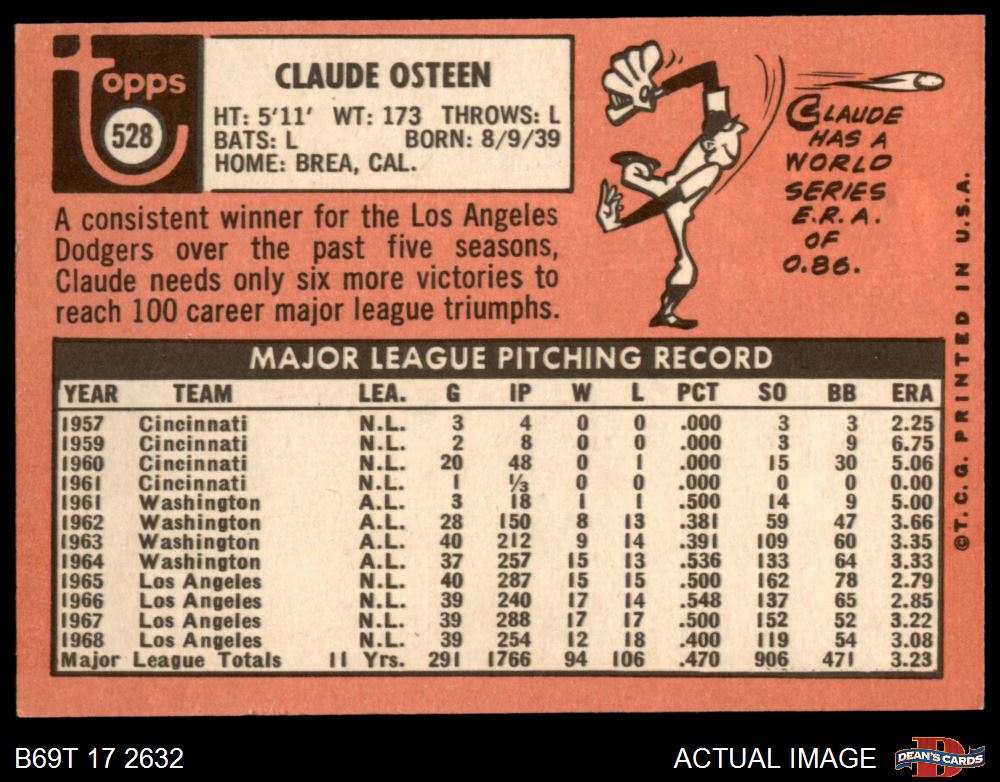 Topps
528
CLAUDE OSTEEN
HT: 5'11' WT: 173 THROWS: L
BATS: L BORN: 8/9/39
HOME: BREA, CAL.
A consistent winner for the Los Angeles
Dodgers over the past five seasons,
Claude needs only six more victories to
reach 100 career major league triumphs.
CLAUDE
HAS A
WORLD
SERIES
E.R.A.
OF
0.86.
©T.C.G. PRINTED IN U.S.A.
MAJOR LEAGUE PITCHING RECORD
YEAR TEAM LEA. G IP W L PCT SO BB ERA
1957 Cincinnati N.L. 3 4 0 0 .000 3 3 2.25
1959 Cincinnati N.L. 2 8 0 0 .000 3 9 6.75
1960 Cincinnati N.L. 20 48 0 1 .000 15 30 5.06
1961 Cincinnati N.L. 1 ⅓ 0 0 .000 0 0 0.00
1961 Washington A.L. 3 18 1 1 .500 14 9 5.00
1962 Washington A.L. 28 150 8 13 .381 59 47 3.66
1963 Washington A.L. 40 212 9 14 .391 109 60 3.35
1964 Washington A.L. 37 257 15 13 .536 133 64 3.33
1965 Los Angeles N.L. 40 287 15 15 .500 162 78 2.79
1966 Los Angeles N.L. 39 240 17 14 .548 137 65 2.85
1967 Los Angeles N.L. 39 288 17 17 .500 152 52 3.22
1968 Los Angeles N.L. 39 254 12 18 .400 119 54 3.08
Major League Totals 11 Yrs. 291 1766 94 106 .470 906 471 3.23
B69T 17 2632
ACTUAL IMAGE
D
DEAN'S CARDS